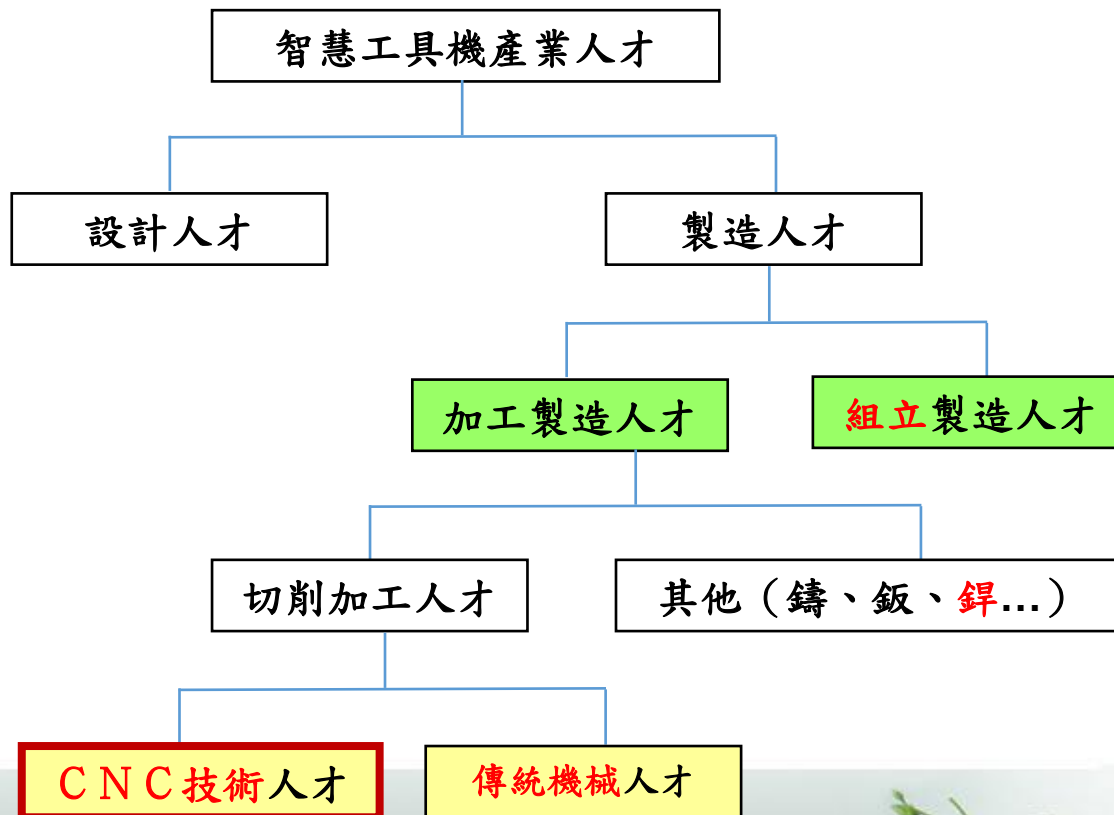 智慧工具機產業人才
設計人才
製造人才
加工製造人才
組立製造人才
切削加工人才
其他（鑄、鈑、銲...）
ＣＮＣ技術人才
傳統機械人才